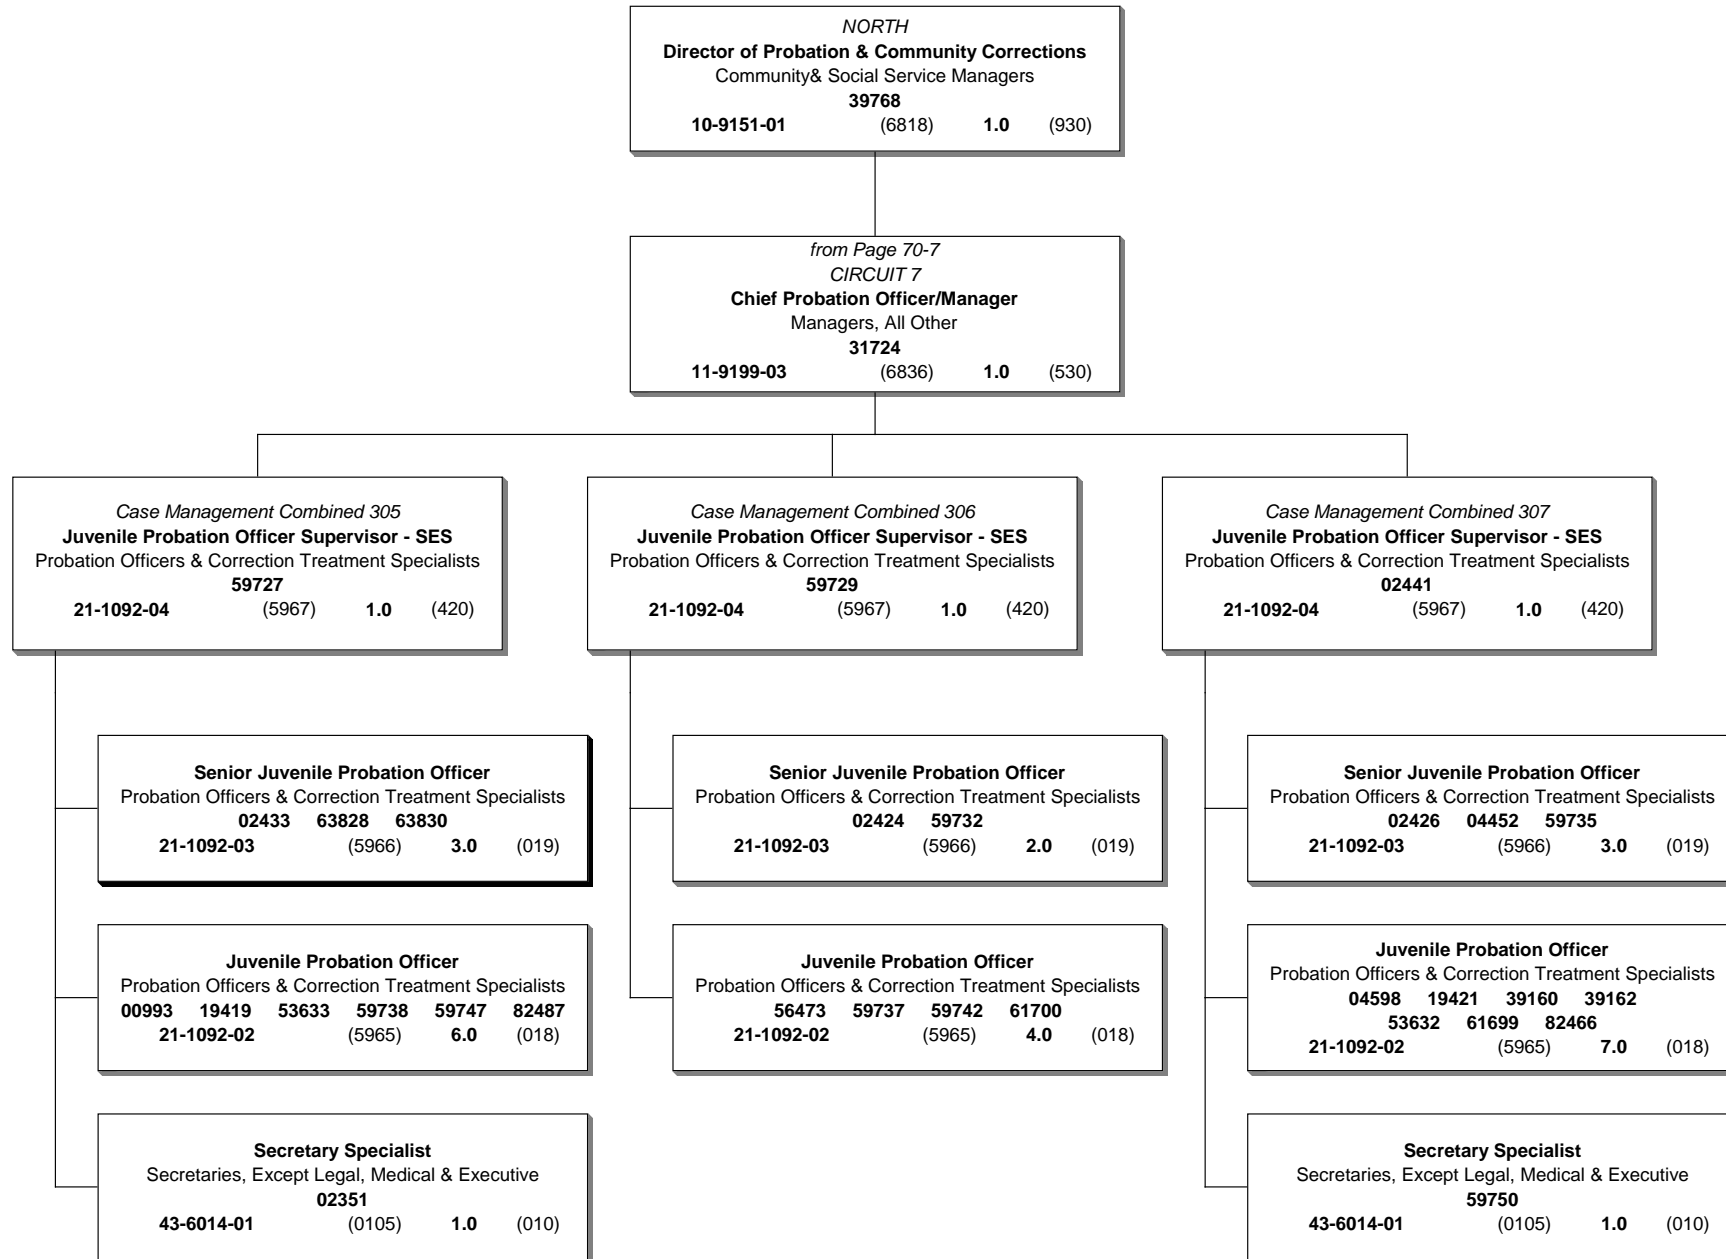 NORTH
Director of Probation & Community Corrections
Community& Social Service Managers
39768
10-9151-01 (6818) 1.0 (930)
from Page 70-7
CIRCUIT 7
Chief Probation Officer/Manager
Managers, All Other
31724
11-9199-03 (6836) 1.0 (530)
Case Management Combined 305
Juvenile Probation Officer Supervisor - SES
Probation Officers & Correction Treatment Specialists
59727
21-1092-04 (5967) 1.0 (420)
Case Management Combined 306
Juvenile Probation Officer Supervisor - SES
Probation Officers & Correction Treatment Specialists
59729
21-1092-04 (5967) 1.0 (420)
Case Management Combined 307
Juvenile Probation Officer Supervisor - SES
Probation Officers & Correction Treatment Specialists
02441
21-1092-04 (5967) 1.0 (420)
Senior Juvenile Probation Officer
Probation Officers & Correction Treatment Specialists
02433 63828 63830
21-1092-03 (5966) 3.0 (019)
Senior Juvenile Probation Officer
Probation Officers & Correction Treatment Specialists
02424 59732
21-1092-03 (5966) 2.0 (019)
Senior Juvenile Probation Officer
Probation Officers & Correction Treatment Specialists
02426 04452 59735
21-1092-03 (5966) 3.0 (019)
Juvenile Probation Officer
Probation Officers & Correction Treatment Specialists
00993 19419 53633 59738 59747 82487
21-1092-02 (5965) 6.0 (018)
Juvenile Probation Officer
Probation Officers & Correction Treatment Specialists
56473 59737 59742 61700
21-1092-02 (5965) 4.0 (018)
Juvenile Probation Officer
Probation Officers & Correction Treatment Specialists
04598 19421 39160 39162
53632 61699 82466
21-1092-02 (5965) 7.0 (018)
Secretary Specialist
Secretaries, Except Legal, Medical & Executive
02351
43-6014-01 (0105) 1.0 (010)
Secretary Specialist
Secretaries, Except Legal, Medical & Executive
59750
43-6014-01 (0105) 1.0 (010)